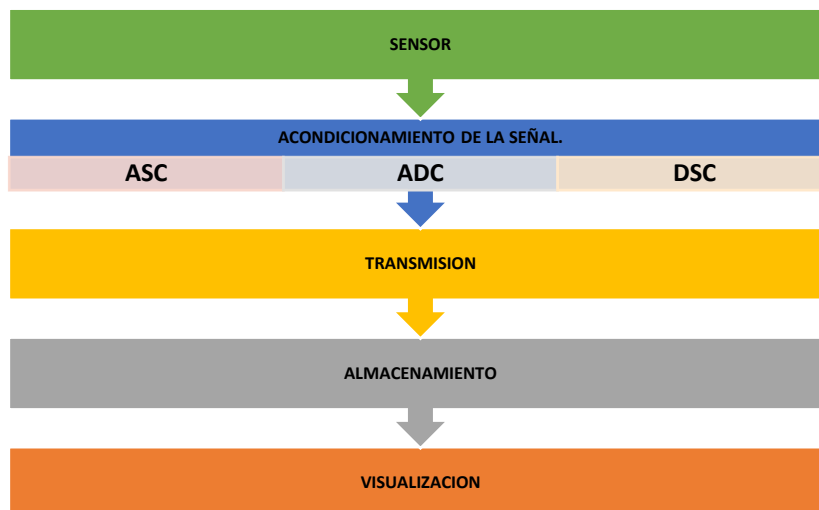 SENSOR
ACONDICIONAMIENTO DE LA SEÑAL.
ASC ADC DSC
TRANSMISION
ALMACENAMIENTO
VISUALIZACION